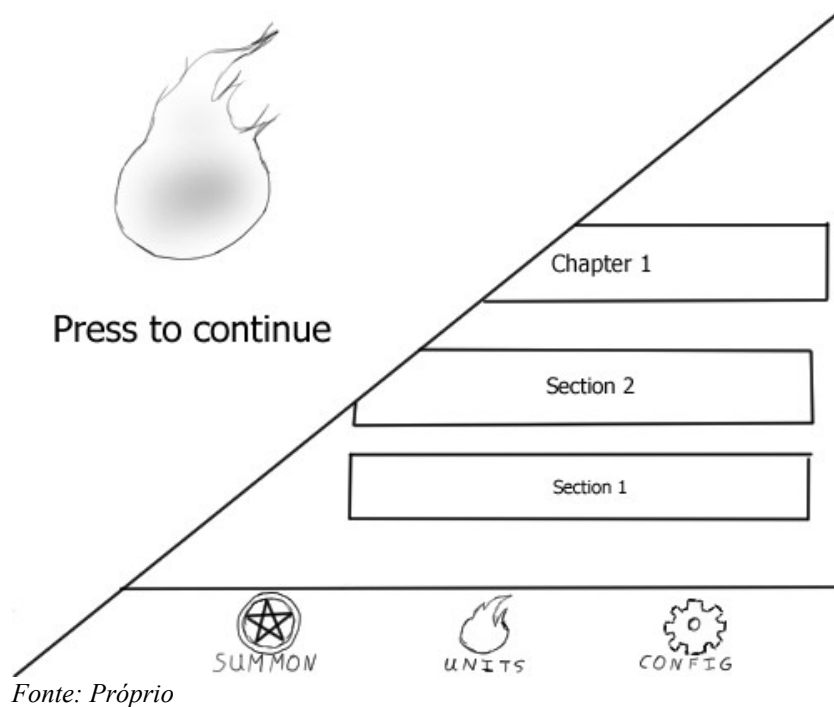 Press to continue
Chapter 1
Section 2
Section 1
SUMMON
UNITS
CONFIG
Fonte: Próprio